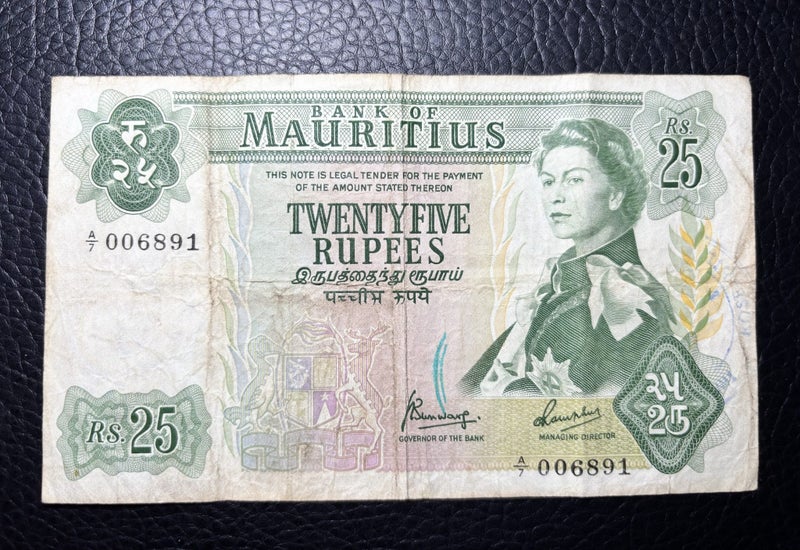 BANK OF
MAURITIUS
रु
२५
Rs.
25
THIS NOTE IS LEGAL TENDER FOR THE PAYMENT
OF THE AMOUNT STATED THEREON
TWENTYFIVE
RUPEES
A/7 006891
இருபத்தைந்து ரூபாய்
पच्चीस रुपये
Rs. 25
GOVERNOR OF THE BANK
MANAGING DIRECTOR
२५
A/7 006891